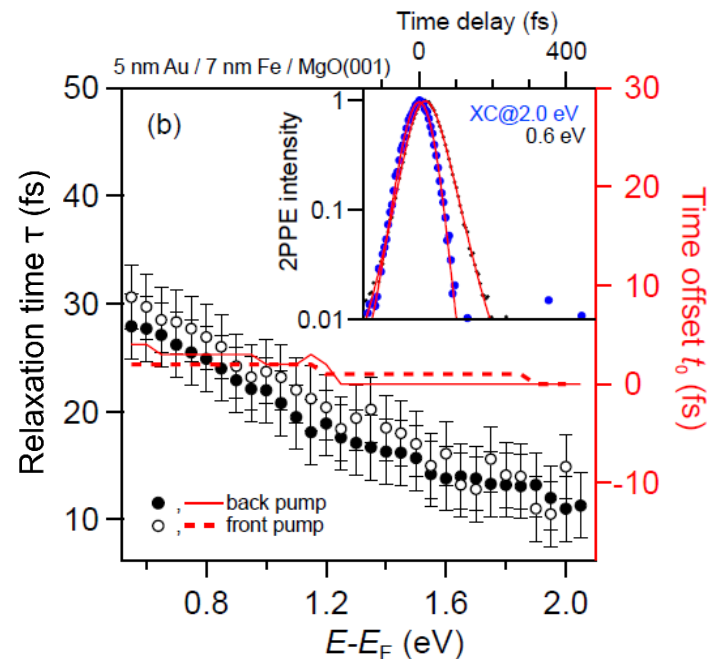 Time delay (fs)
0 400
5 nm Au / 7 nm Fe / MgO(001)
(b)
XC@2.0 eV
0.6 eV
2PPE intensity
1
0.1
0.01
Relaxation time τ (fs)
50
40
30
20
10
Time offset t₀ (fs)
30
20
10
0
-10
● , — back pump
○ , - - front pump
0.8 1.2 1.6 2.0
E-E_F (eV)